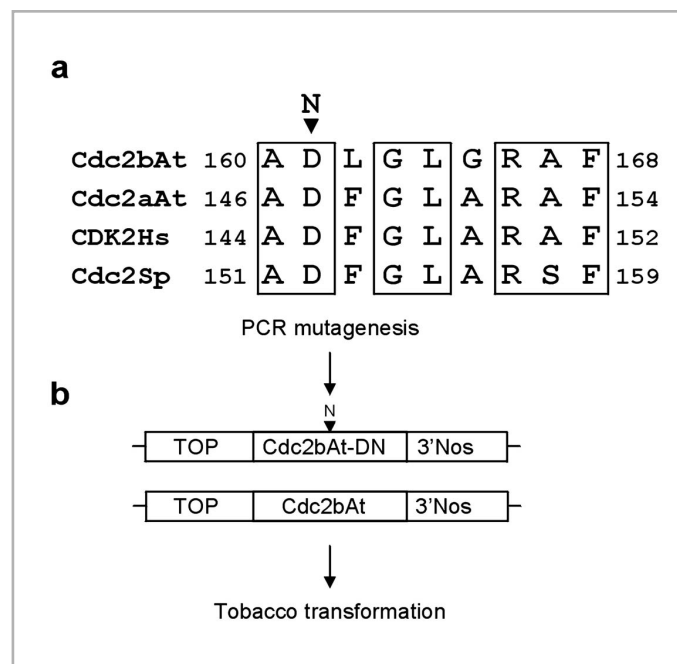 a
N
Cdc2bAt 160 A D L G L G R A F 168
Cdc2aAt 146 A D F G L A R A F 154
CDK2Hs 144 A D F G L A R A F 152
Cdc2Sp 151 A D F G L A R S F 159
PCR mutagenesis
b
N
TOP Cdc2bAt-DN 3'Nos
TOP Cdc2bAt 3'Nos
Tobacco transformation